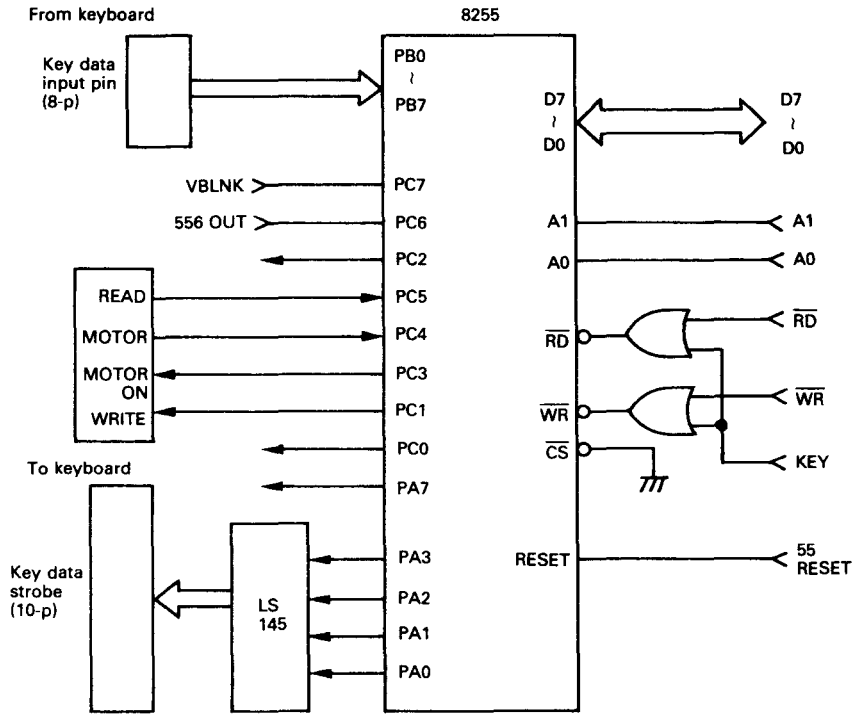 From keyboard
8255
Key data
input pin
(8-p)
PB0
~
PB7
D7
~
D0
D7
~
D0
VBLNK
PC7
556 OUT
PC6
A1
A1
PC2
A0
A0
READ
PC5
MOTOR
PC4
RD
RD
MOTOR
ON
PC3
WRITE
PC1
WR
WR
PC0
CS
KEY
To keyboard
PA7
Key data
strobe
(10-p)
LS
145
PA3
PA2
PA1
PA0
RESET
55
RESET